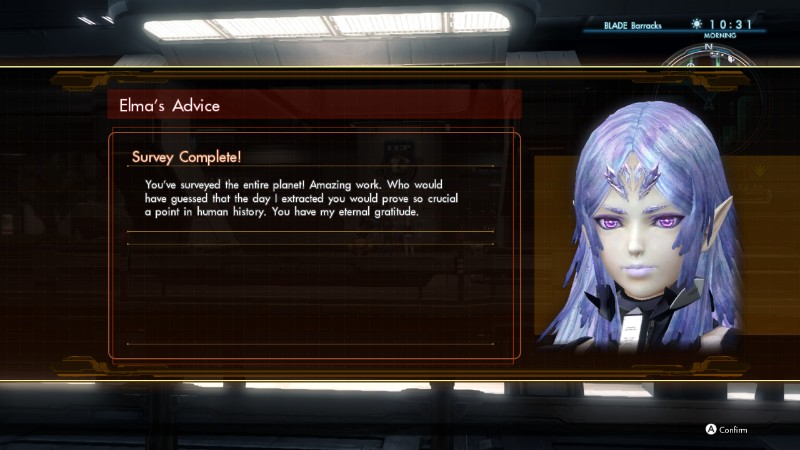 BLADE Barracks 10:31
MORNING
N
Elma's Advice
Survey Complete!
You've surveyed the entire planet! Amazing work. Who would
have guessed that the day I extracted you would prove so crucial
a point in human history. You have my eternal gratitude.
A Confirm